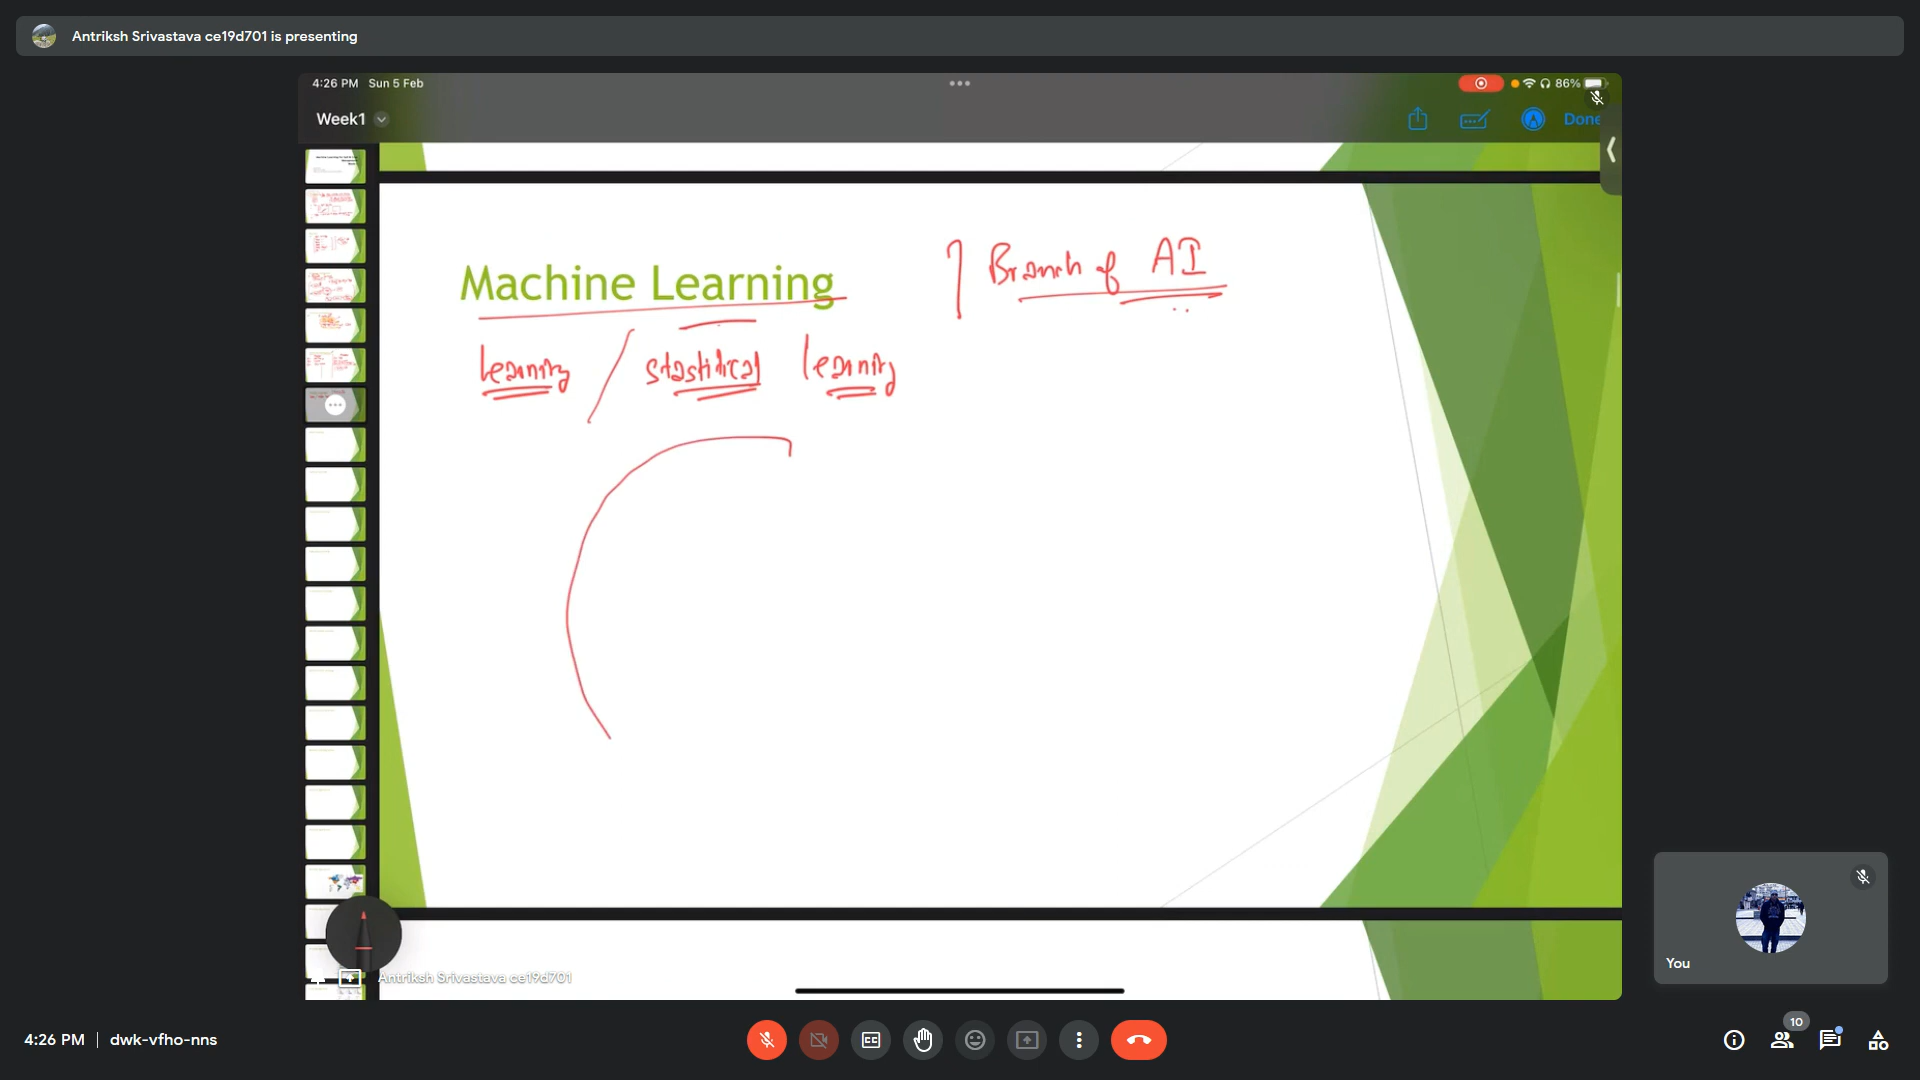 Antriksh Srivastava ce19d701 is presenting
4:26 PM Sun 5 Feb
86%
Week1
Done
Machine Learning
Branch of AI
learning / stastitical learning
Antriksh Srivastava ce19d701
You
10
4:26 PM | dwk-vfho-nns